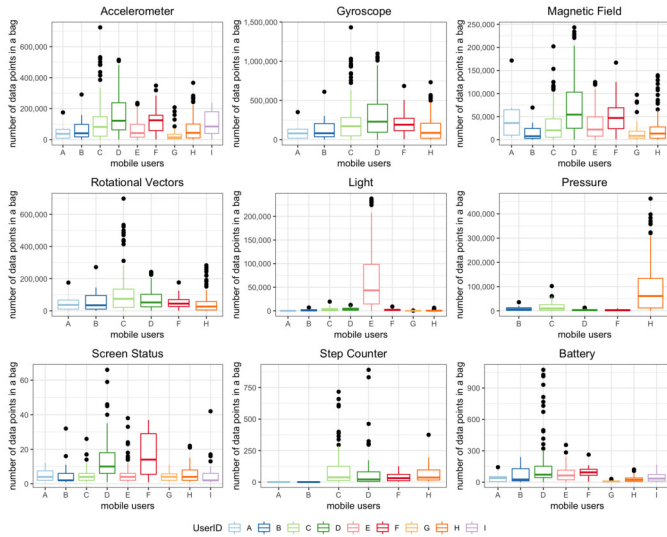 Accelerometer
number of data points in a bag
600,000
400,000
200,000
0
A B C D E F G H I
mobile users
Gyroscope
number of data points in a bag
1,500,000
1,000,000
500,000
0
A B C D F H
mobile users
Magnetic Field
number of data points in a bag
250,000
200,000
150,000
100,000
50,000
0
A B C D E F G H
mobile users
Rotational Vectors
number of data points in a bag
600,000
400,000
200,000
0
A B C D F H
mobile users
Light
number of data points in a bag
200,000
150,000
100,000
50,000
0
A B C D E F G H
mobile users
Pressure
number of data points in a bag
400,000
300,000
200,000
100,000
0
B C D F H
mobile users
Screen Status
number of data points in a bag
60
40
20
0
A B C D E F G H I
mobile users
Step Counter
number of data points in a bag
750
500
250
0
A B C D F H
mobile users
Battery
number of data points in a bag
900
600
300
0
A B D E F G H I
mobile users
UserID A B C D E F G H I